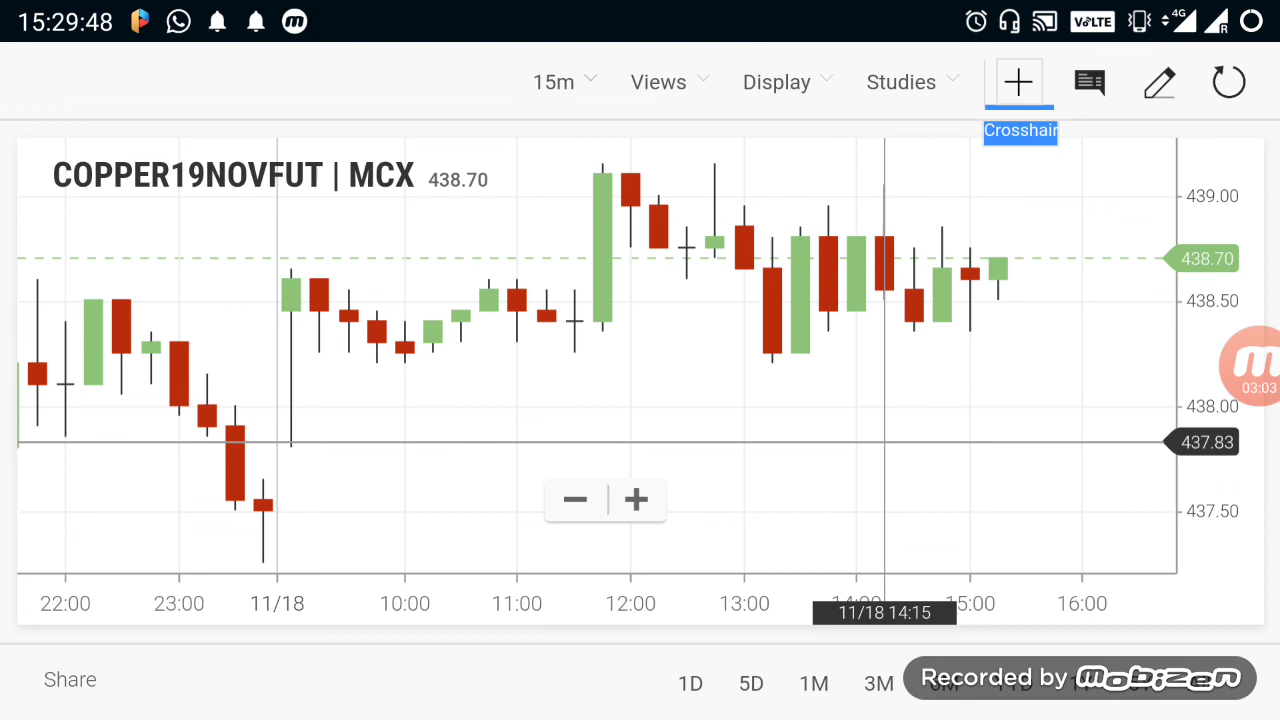 15:29:48 VoLTE 4G R
15m Views Display Studies
Crosshair
COPPER19NOVFUT | MCX 438.70
439.00
438.70
438.50
03:03
438.00
437.83
437.50
22:00 23:00 11/18 10:00 11:00 12:00 13:00 14:00 15:00 16:00
11/18 14:15
Share 1D 5D 1M 3M
Recorded by mobizen